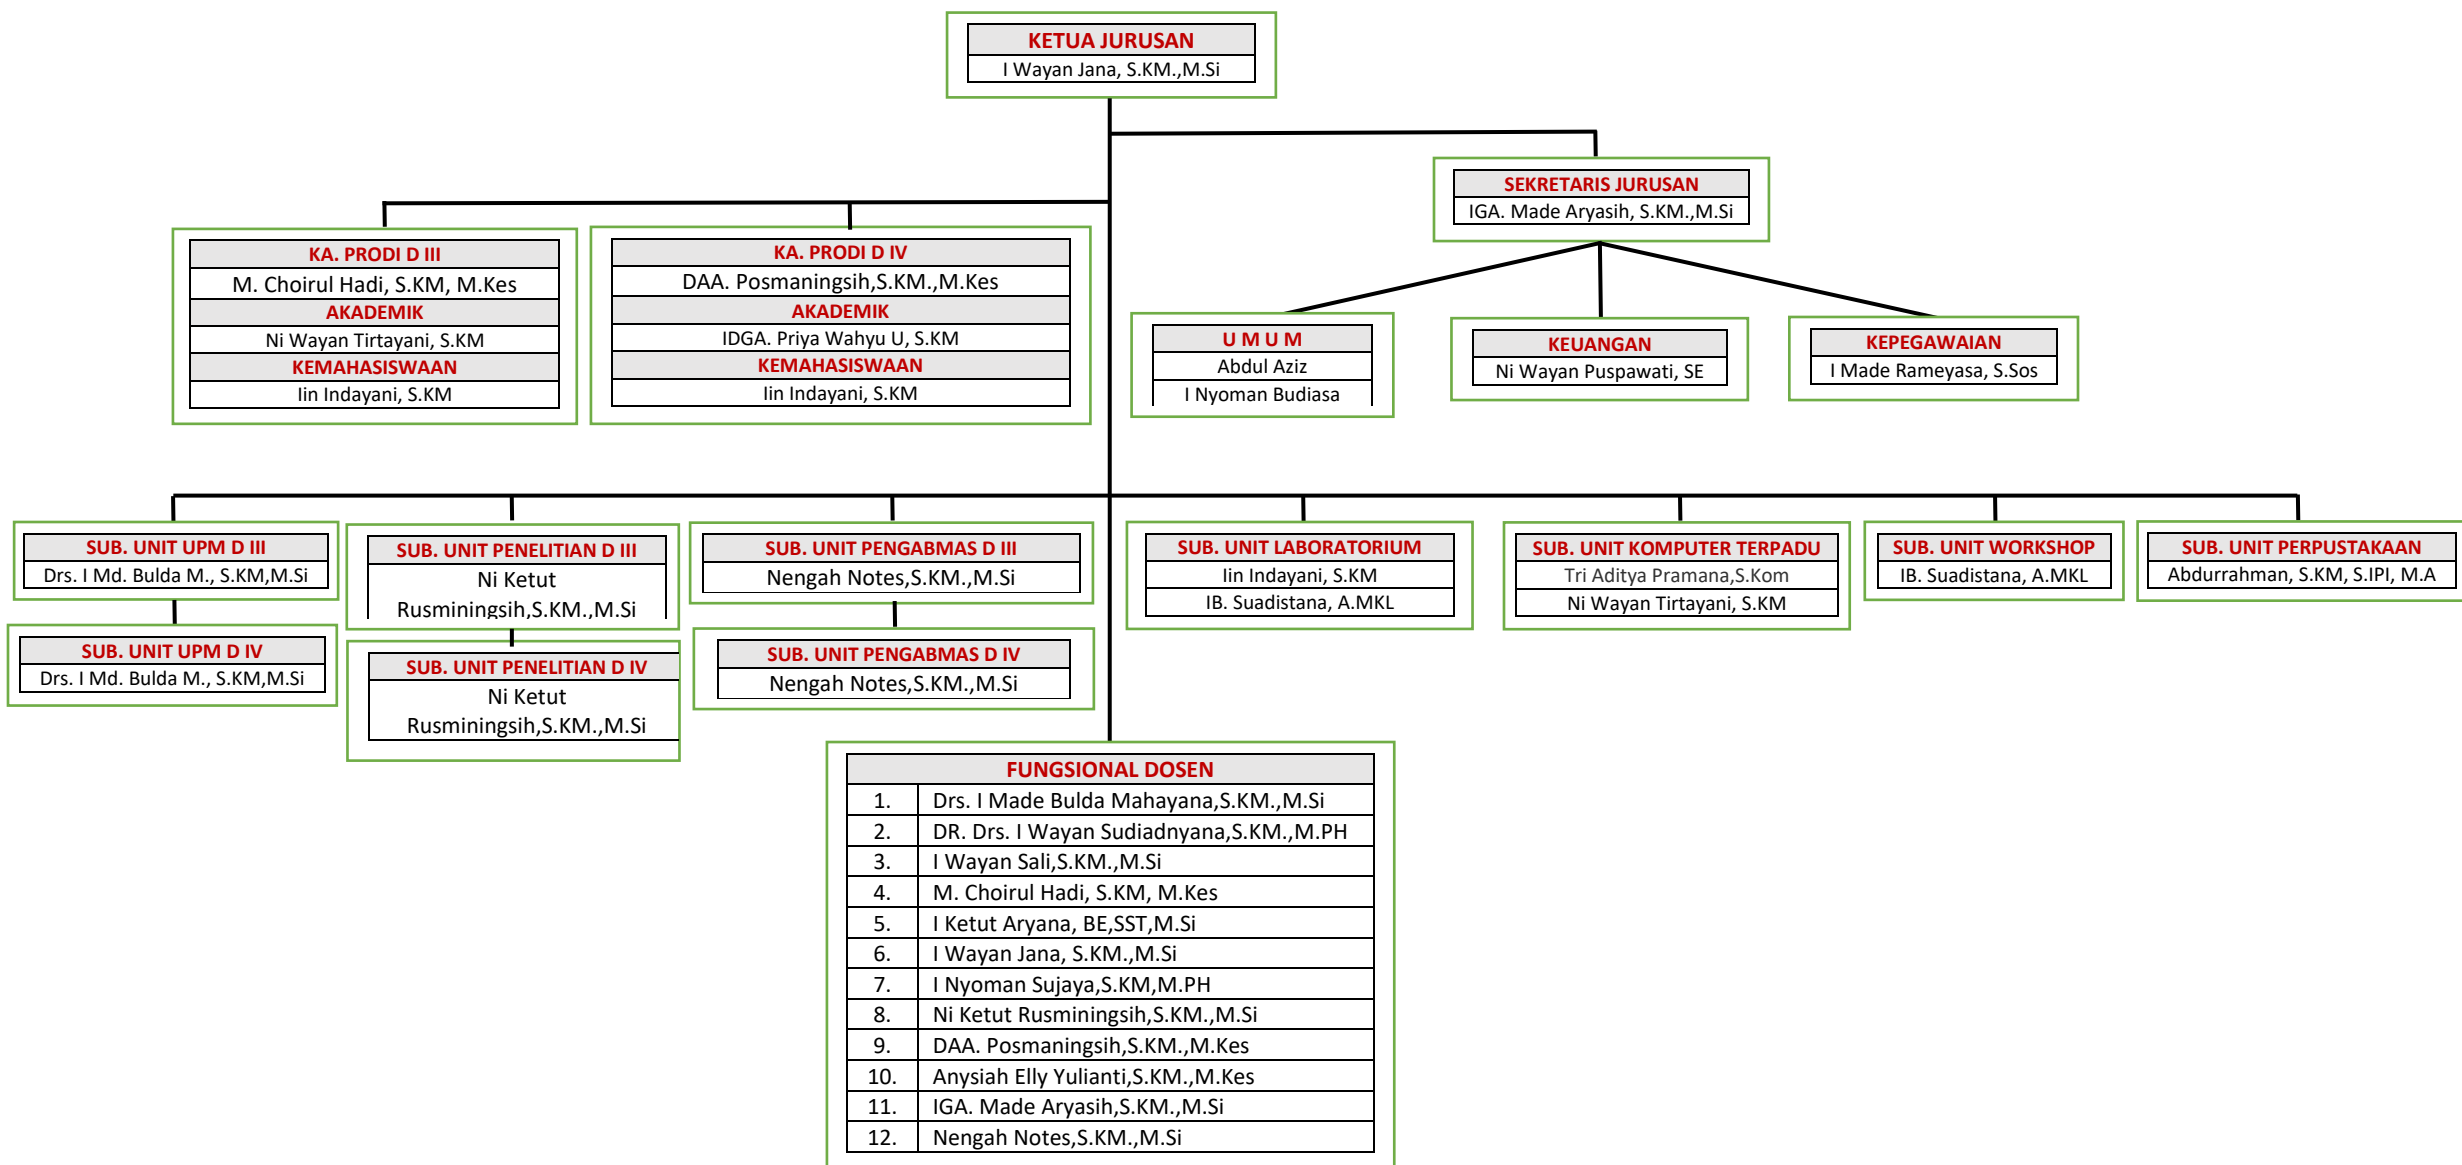 KETUA JURUSAN
I Wayan Jana, S.KM.,M.Si
SEKRETARIS JURUSAN
IGA. Made Aryasih, S.KM.,M.Si
KA. PRODI D III
M. Choirul Hadi, S.KM, M.Kes
AKADEMIK
Ni Wayan Tirtayani, S.KM
KEMAHASISWAAN
Iin Indayani, S.KM
KA. PRODI D IV
DAA. Posmaningsih,S.KM.,M.Kes
AKADEMIK
IDGA. Priya Wahyu U, S.KM
KEMAHASISWAAN
Iin Indayani, S.KM
U M U M
Abdul Aziz
I Nyoman Budiasa
KEUANGAN
Ni Wayan Puspawati, SE
KEPEGAWAIAN
I Made Rameyasa, S.Sos
SUB. UNIT UPM D III
Drs. I Md. Bulda M., S.KM,M.Si
SUB. UNIT UPM D IV
Drs. I Md. Bulda M., S.KM,M.Si
SUB. UNIT PENELITIAN D III
Ni Ketut
Rusminingsih,S.KM.,M.Si
SUB. UNIT PENELITIAN D IV
Ni Ketut
Rusminingsih,S.KM.,M.Si
SUB. UNIT PENGABMAS D III
Nengah Notes,S.KM.,M.Si
SUB. UNIT PENGABMAS D IV
Nengah Notes,S.KM.,M.Si
SUB. UNIT LABORATORIUM
Iin Indayani, S.KM
IB. Suadistana, A.MKL
SUB. UNIT KOMPUTER TERPADU
Tri Aditya Pramana,S.Kom
Ni Wayan Tirtayani, S.KM
SUB. UNIT WORKSHOP
IB. Suadistana, A.MKL
SUB. UNIT PERPUSTAKAAN
Abdurrahman, S.KM, S.IPI, M.A
FUNGSIONAL DOSEN
1. Drs. I Made Bulda Mahayana,S.KM.,M.Si
2. DR. Drs. I Wayan Sudiadnyana,S.KM.,M.PH
3. I Wayan Sali,S.KM.,M.Si
4. M. Choirul Hadi, S.KM, M.Kes
5. I Ketut Aryana, BE,SST,M.Si
6. I Wayan Jana, S.KM.,M.Si
7. I Nyoman Sujaya,S.KM,M.PH
8. Ni Ketut Rusminingsih,S.KM.,M.Si
9. DAA. Posmaningsih,S.KM.,M.Kes
10. Anysiah Elly Yulianti,S.KM.,M.Kes
11. IGA. Made Aryasih,S.KM.,M.Si
12. Nengah Notes,S.KM.,M.Si